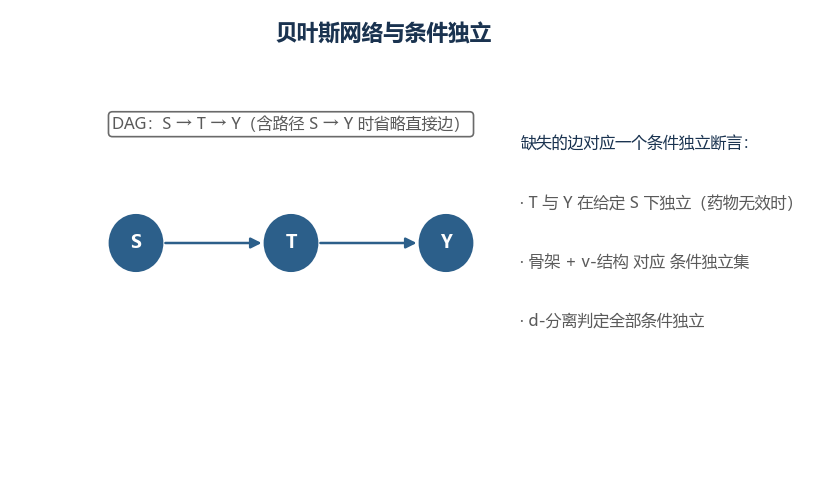 贝叶斯网络与条件独立
DAG：S → T → Y（含路径 S → Y 时省略直接边）
S
T
Y
缺失的边对应一个条件独立断言：
· T 与 Y 在给定 S 下独立（药物无效时）
· 骨架 + v-结构 对应 条件独立集
· d-分离判定全部条件独立